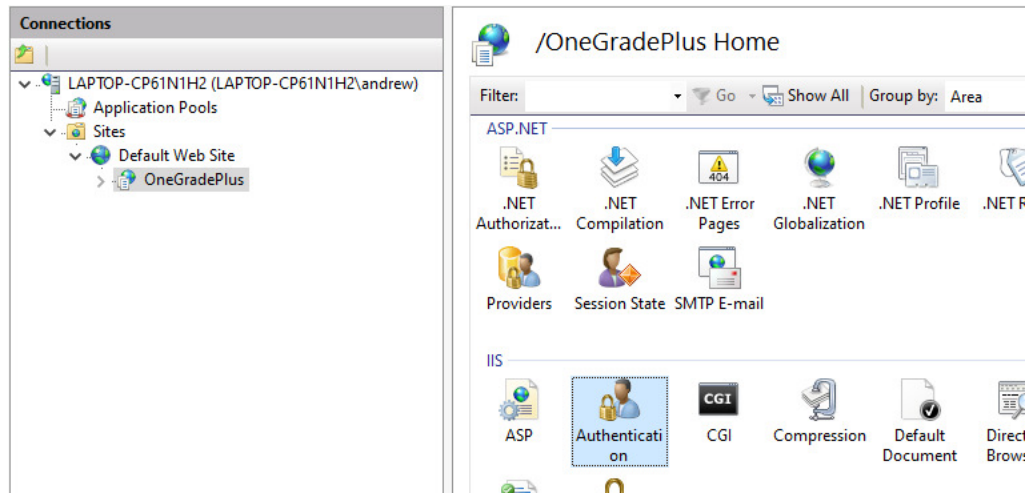 Connections
LAPTOP-CP61N1H2 (LAPTOP-CP61N1H2\andrew)
Application Pools
Sites
Default Web Site
OneGradePlus
/OneGradePlus Home
Filter: Go Show All Group by: Area
ASP.NET
404
.NET .NET .NET Error .NET .NET Profile .NET R
Authorizat... Compilation Pages Globalization
Providers Session State SMTP E-mail
IIS
CGI
ASP Authenticati CGI Compression Default Direct
on Document Brows